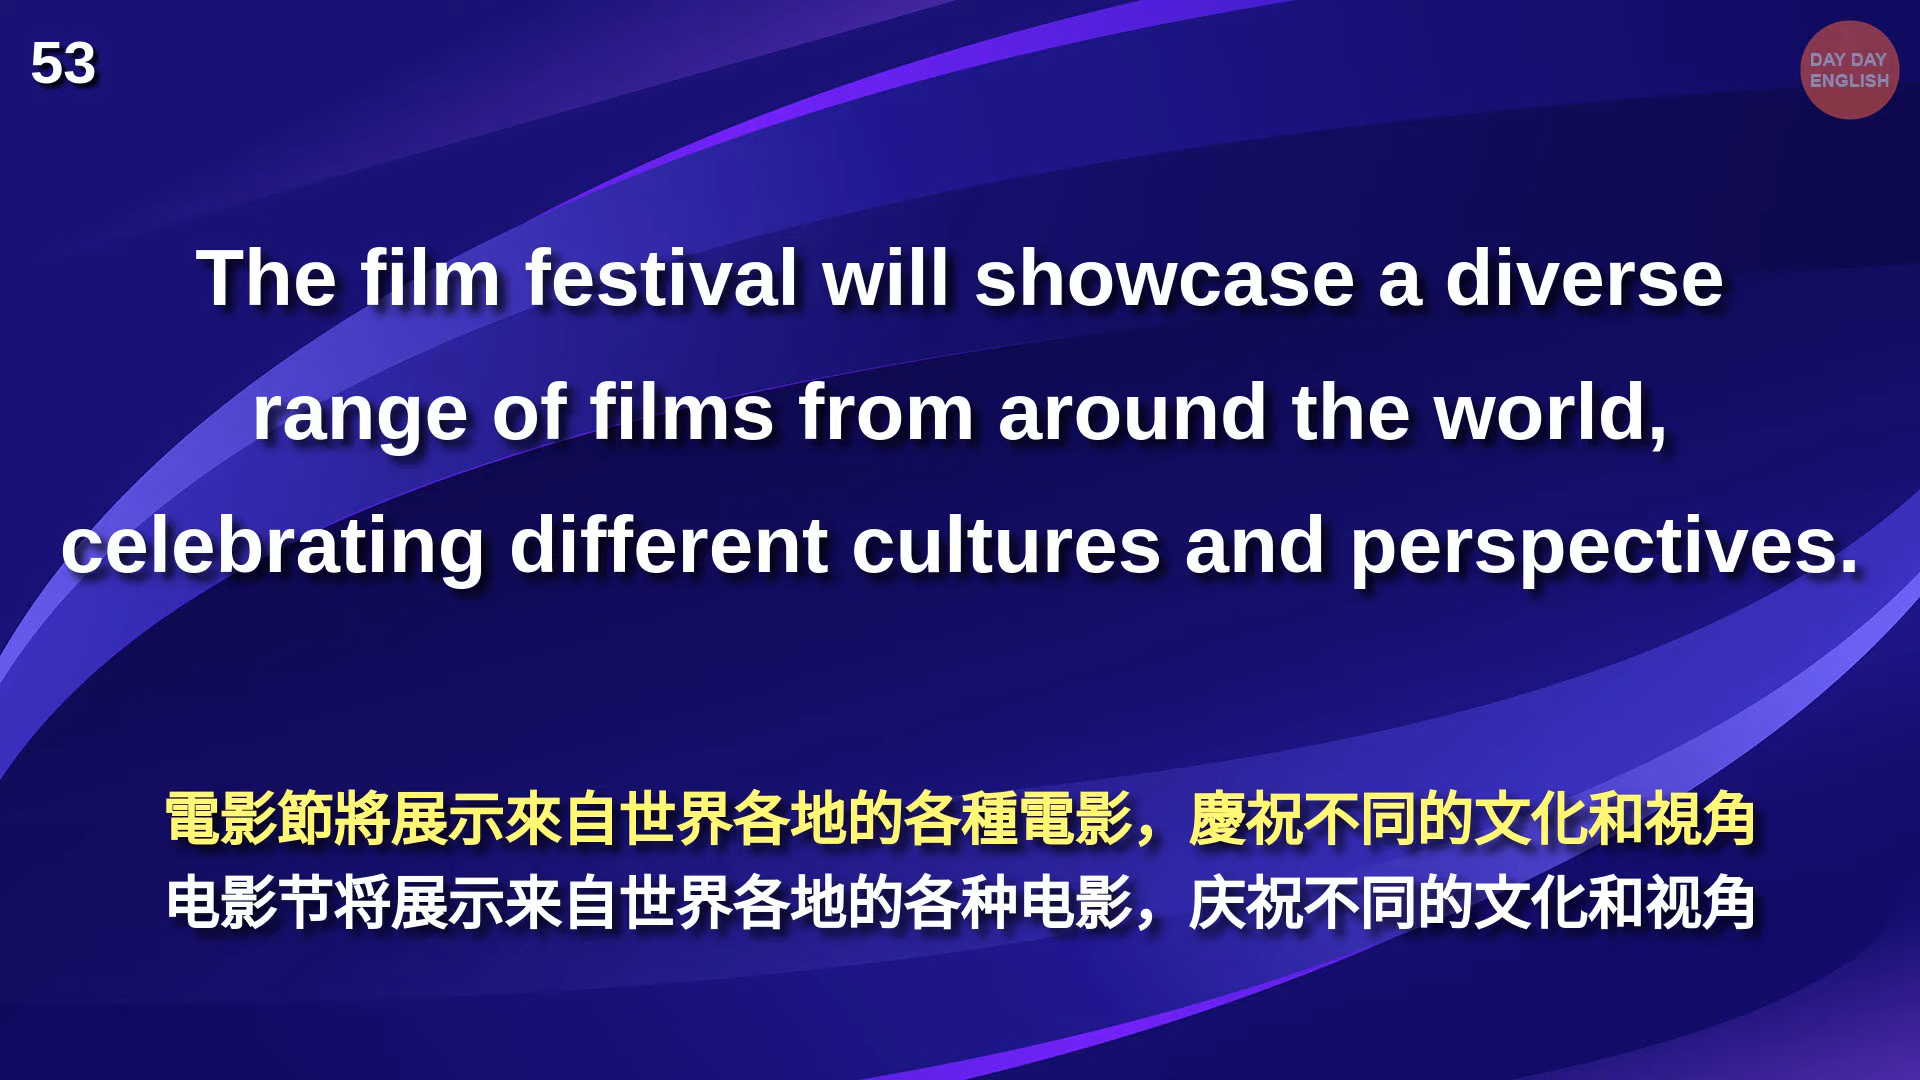 53
DAY DAY
ENGLISH
The film festival will showcase a diverse
range of films from around the world,
celebrating different cultures and perspectives.
電影節將展示來自世界各地的各種電影，慶祝不同的文化和視角
电影节将展示来自世界各地的各种电影，庆祝不同的文化和视角